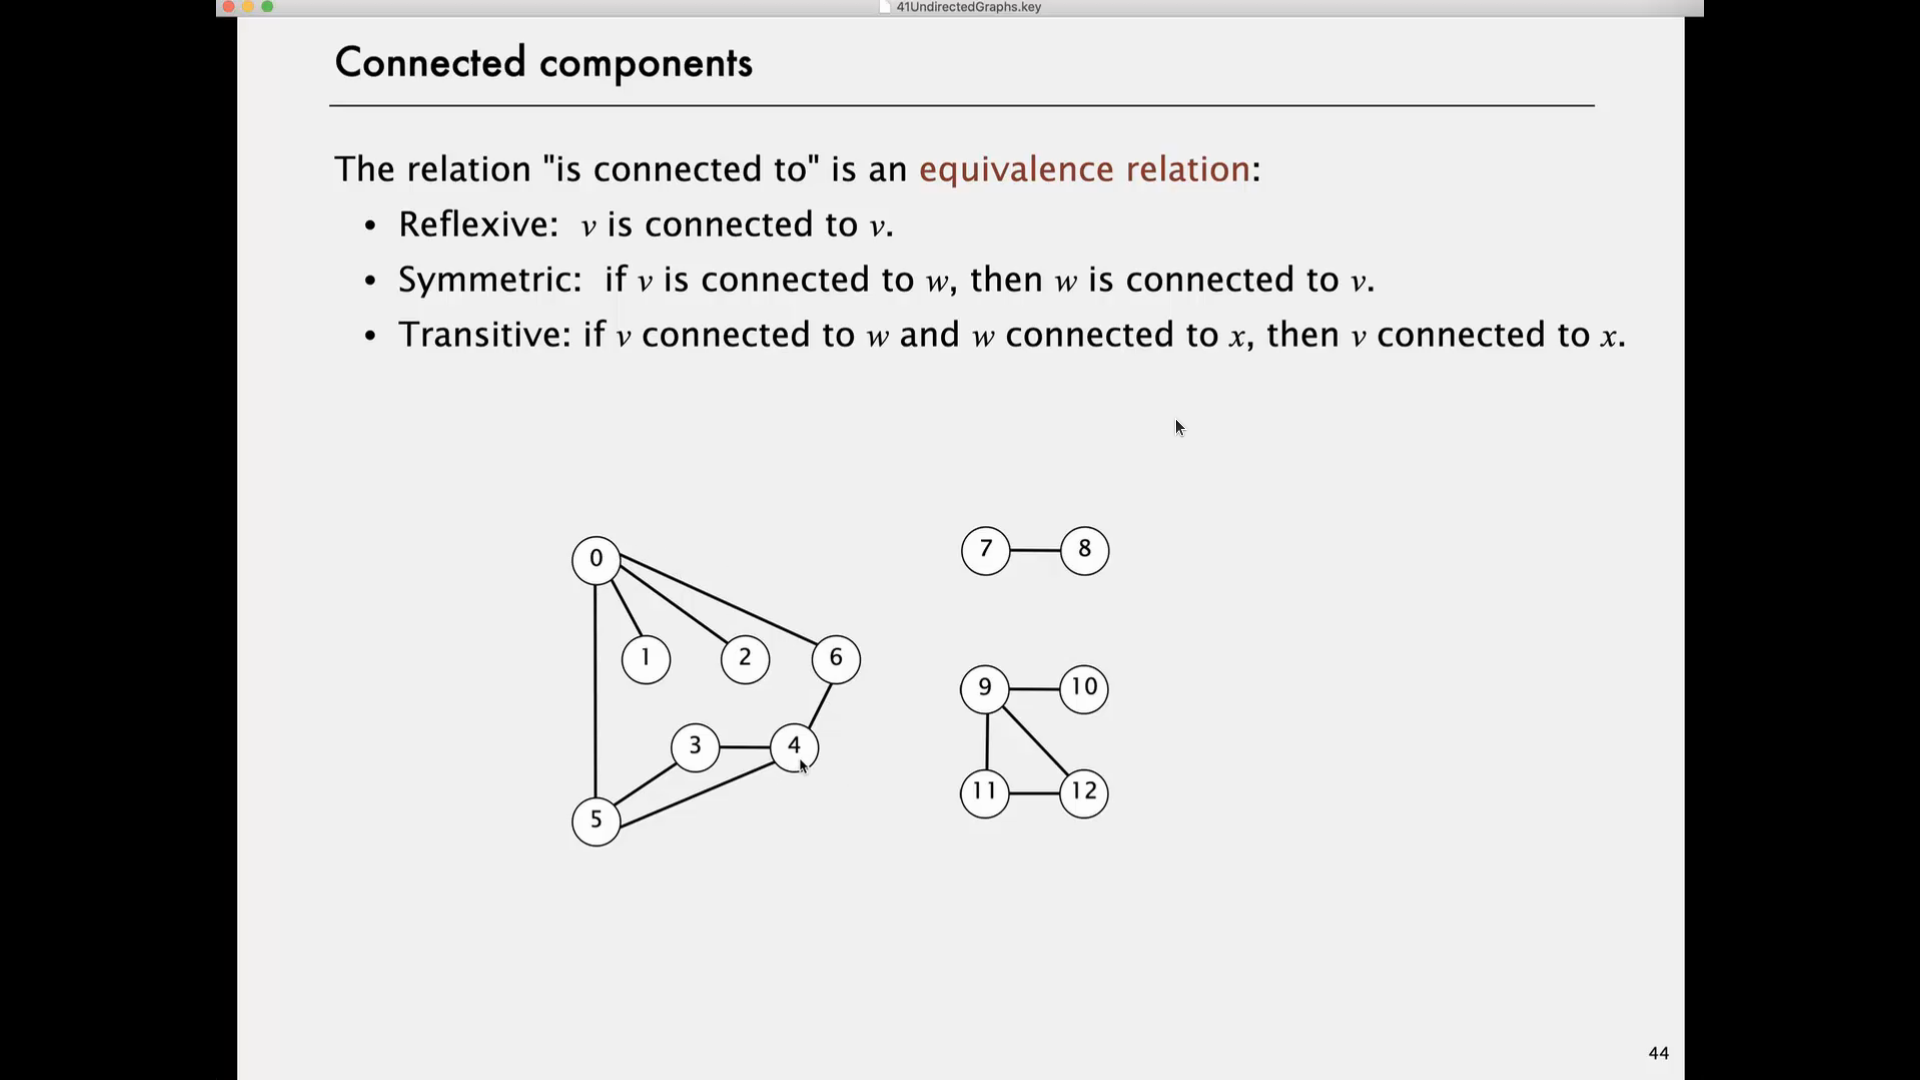 41UndirectedGraphs.key
Connected components
The relation "is connected to" is an equivalence relation:
• Reflexive: v is connected to v.
• Symmetric: if v is connected to w, then w is connected to v.
• Transitive: if v connected to w and w connected to x, then v connected to x.
7 8
0
1 2 6
9 10
3 4
11 12
5
44